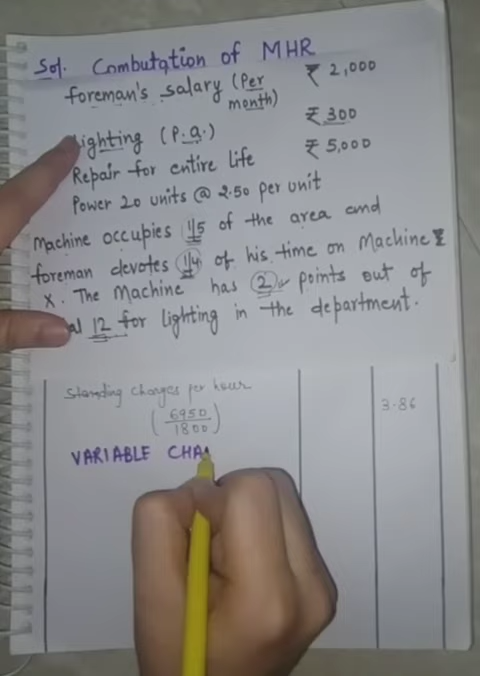 Sol. Combutation of MHR
foreman's salary (Per month) ₹ 2,000
Lighting (P.a.) ₹ 300
Repair for entire life ₹ 5,000
Power 20 units @ 2.50 per unit
Machine occupies 1/5 of the area and
foreman devotes 1/4 of his time on Machine
X. The Machine has 2 points out of
12 for lighting in the department.
Standing charges per hour
(6950/1800) 3.86
VARIABLE CHA